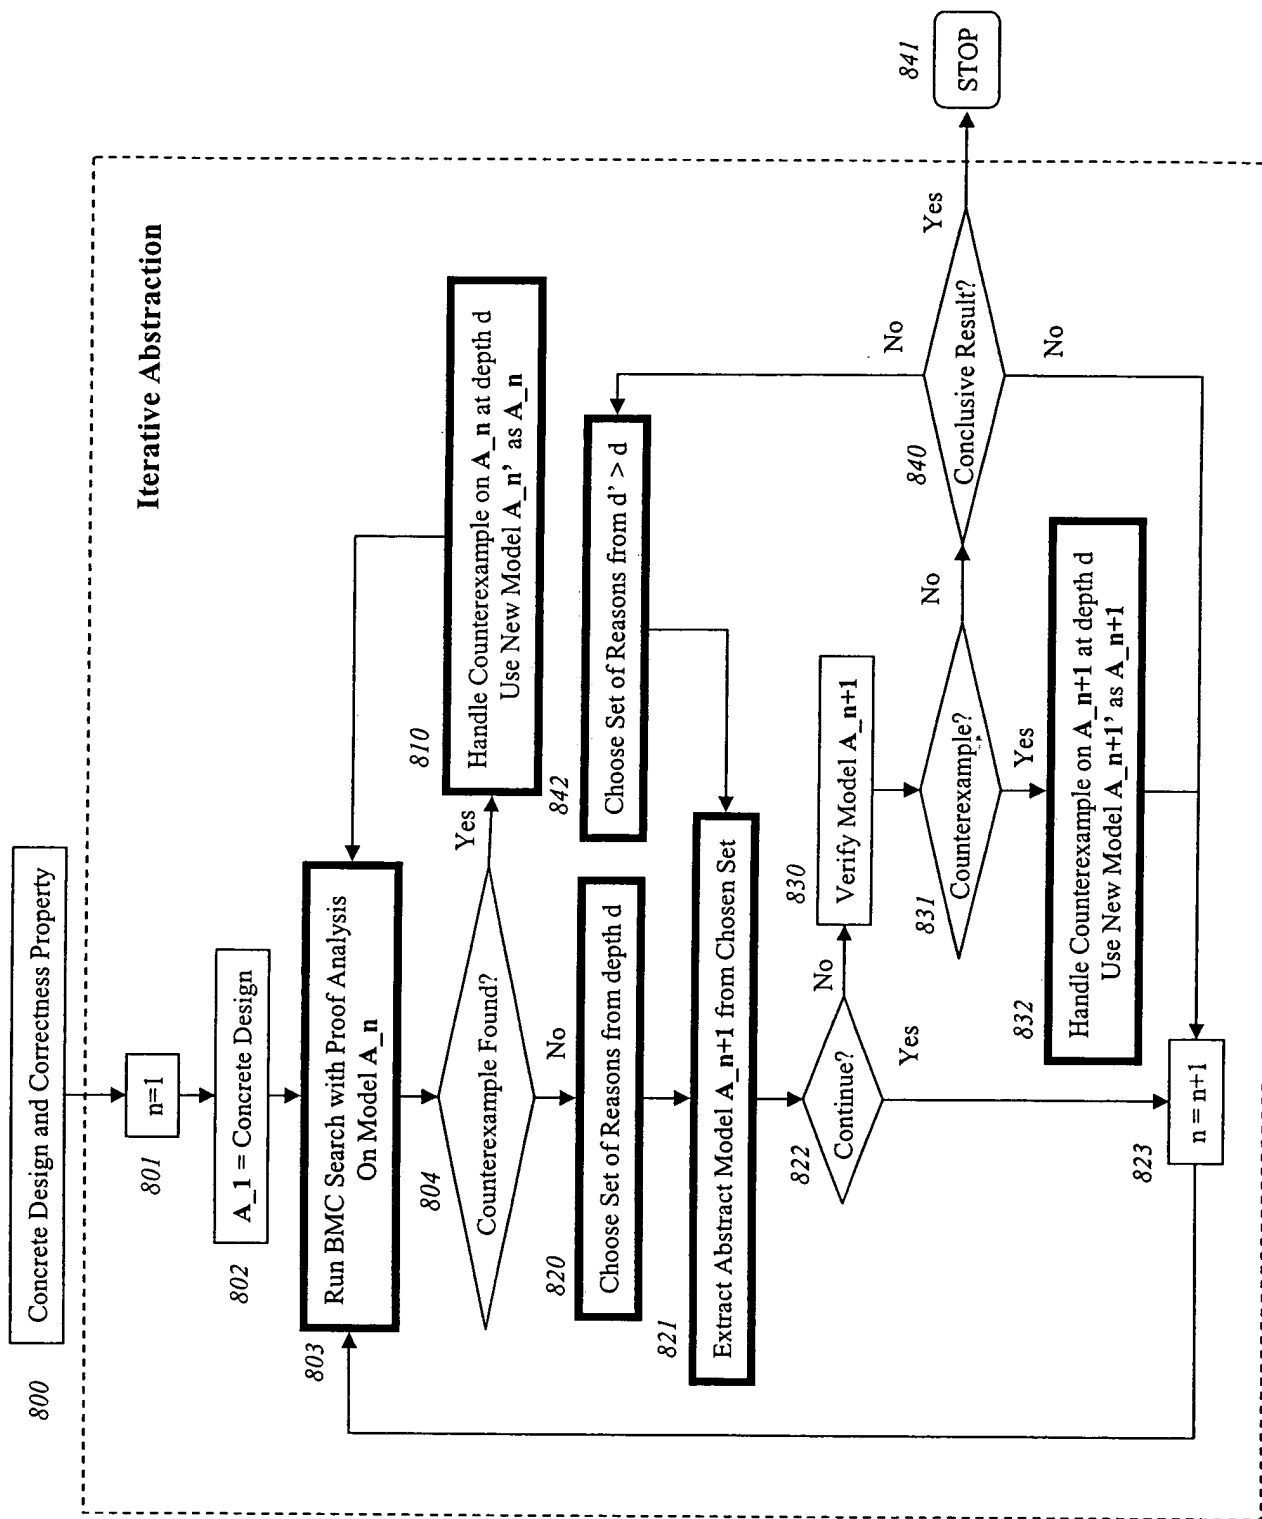 800
Concrete Design and Correctness Property
Iterative Abstraction
801
n=1
802
A_1 = Concrete Design
803
Run BMC Search with Proof Analysis
On Model A_n
804
Counterexample Found?
Yes
810
Handle Counterexample on A_n at depth d
Use New Model A_n' as A_n
No
820
Choose Set of Reasons from depth d
842
Choose Set of Reasons from d' > d
821
Extract Abstract Model A_n+1 from Chosen Set
822
Continue?
No
Yes
830
Verify Model A_n+1
831
Counterexample?
No
Yes
840
Conclusive Result?
No
Yes
No
841
STOP
832
Handle Counterexample on A_n+1 at depth d
Use New Model A_n+1' as A_n+1
823
n = n+1